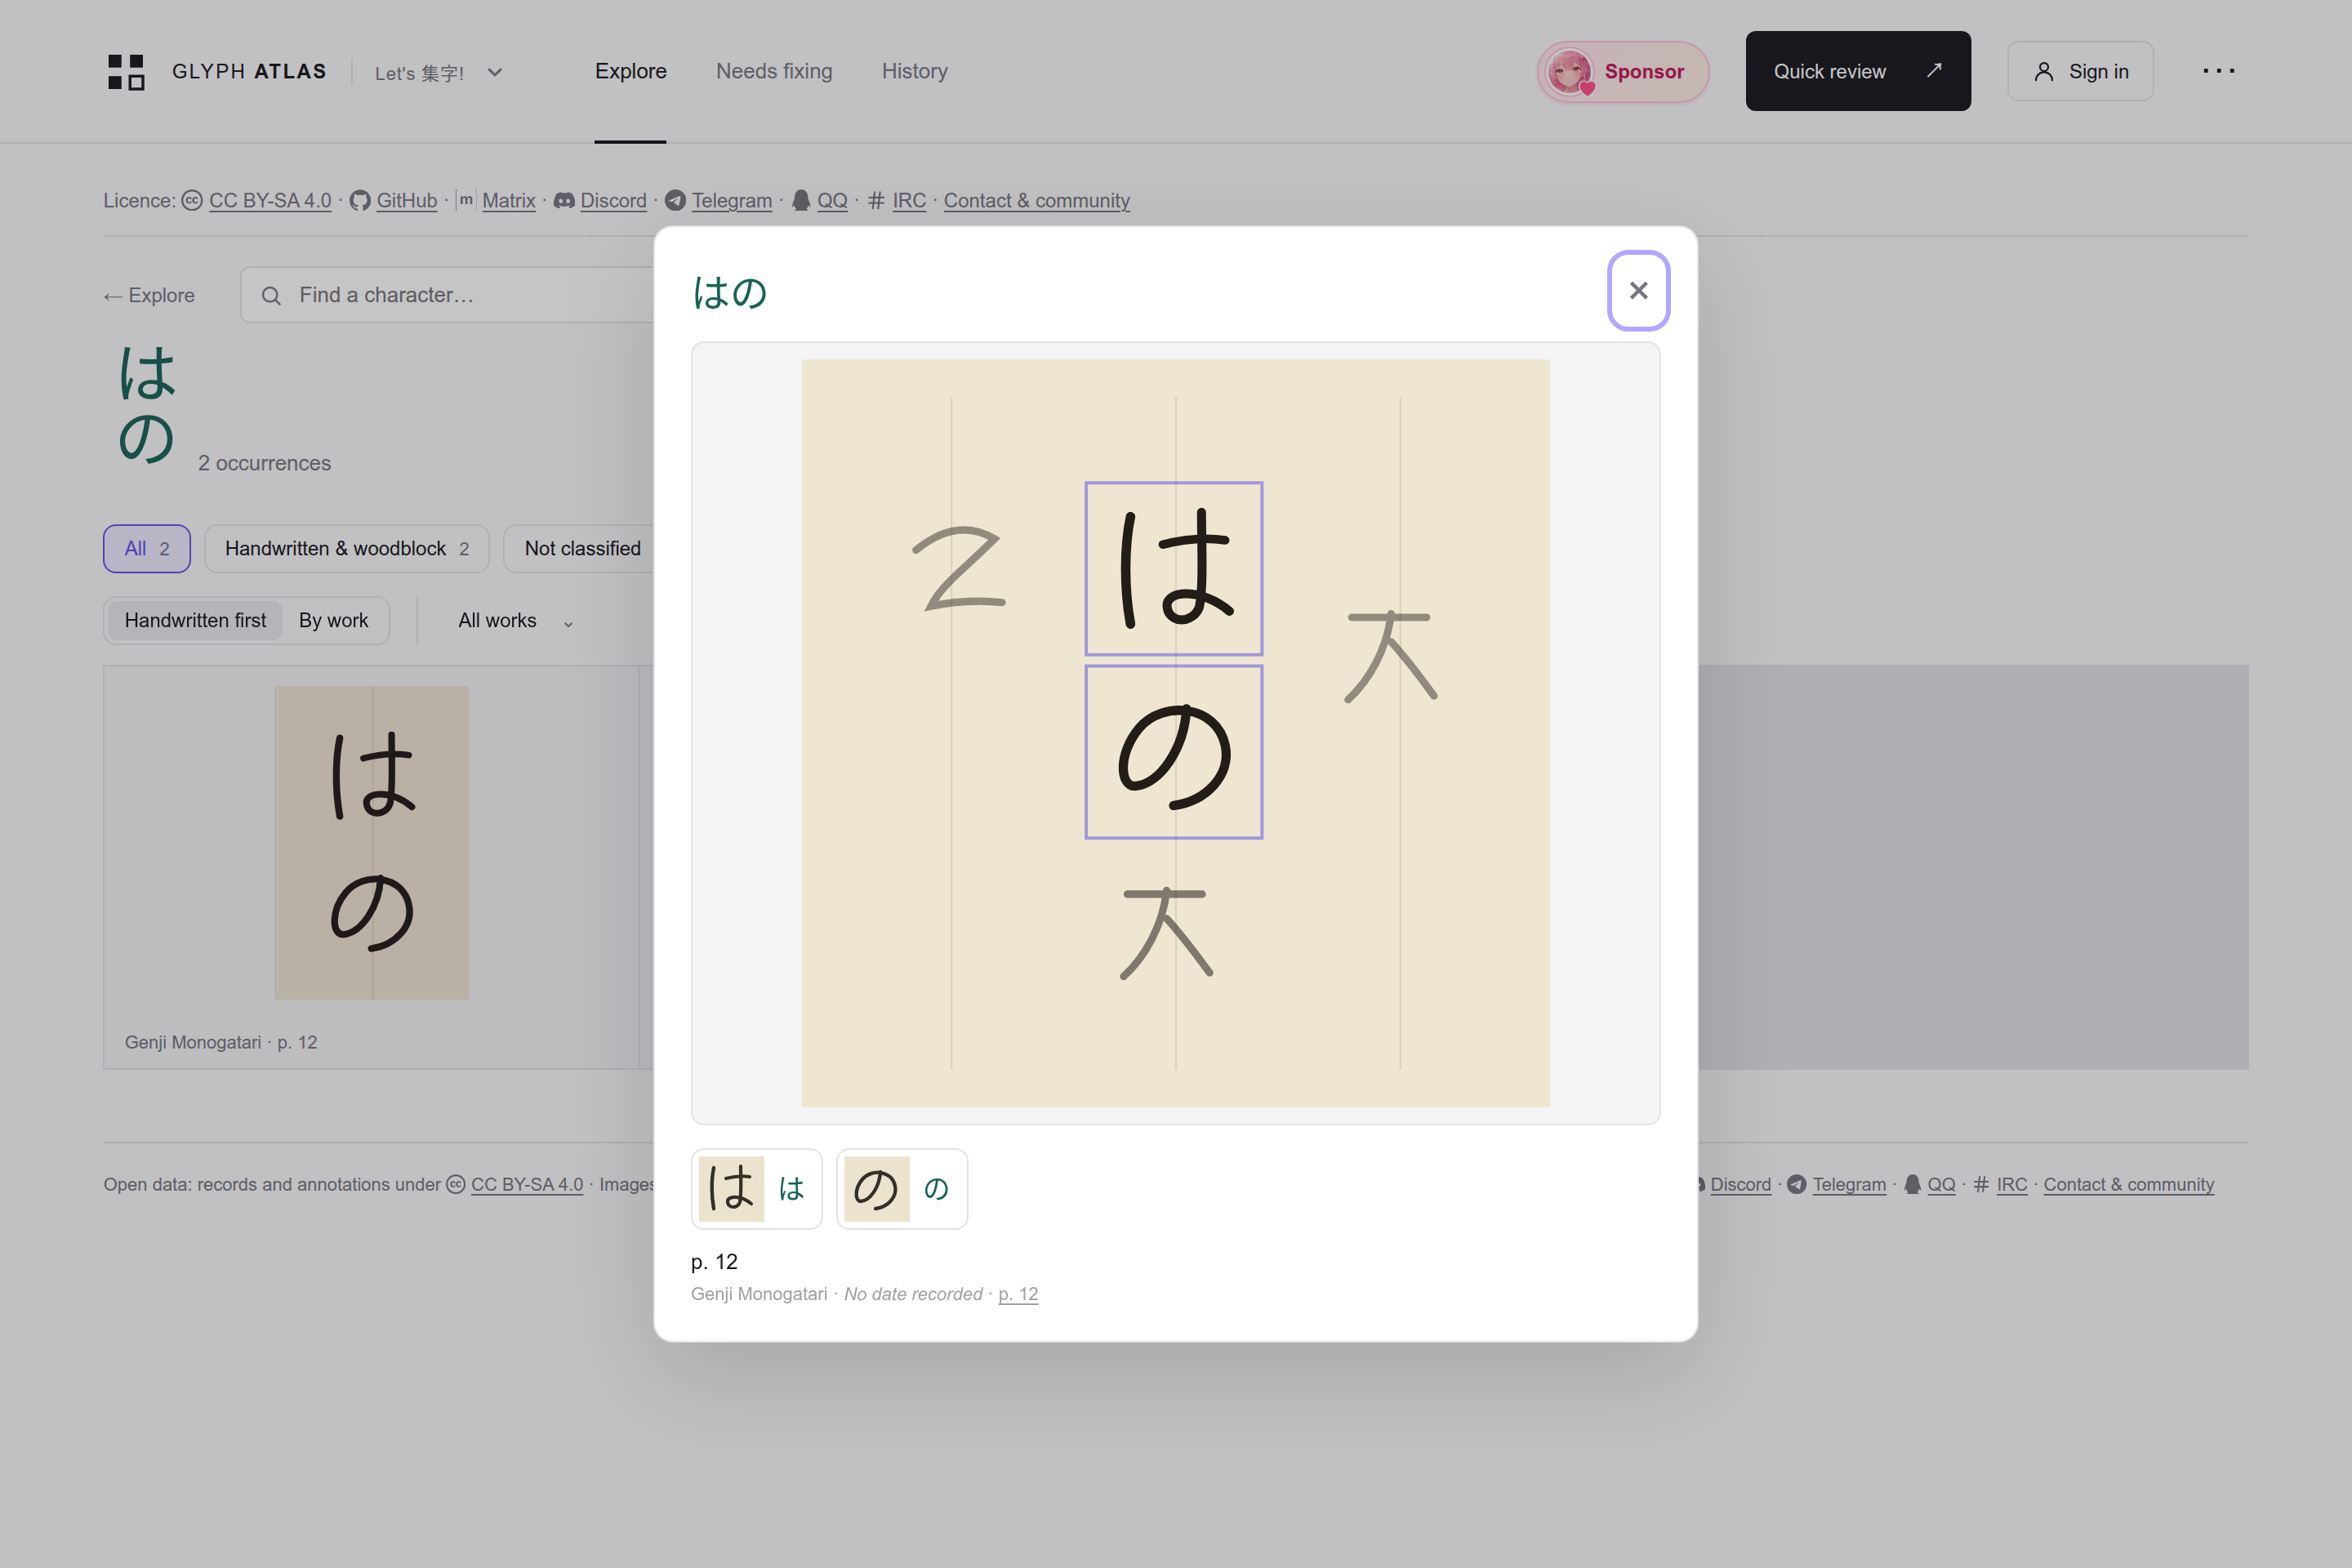 GLYPH ATLAS
Let's 集字!
Explore
Needs fixing
History
Sponsor
Quick review ↗
Sign in
Licence: CC BY-SA 4.0 · GitHub · [m] Matrix · Discord · Telegram · QQ · # IRC · Contact & community
← Explore
Find a character…
は
の
2 occurrences
All 2
Handwritten & woodblock 2
Not classified
Handwritten first
By work
All works
は
の
Genji Monogatari · p. 12
はの
は
の
は は
の の
p. 12
Genji Monogatari · No date recorded · p. 12
Open data: records and annotations under CC BY-SA 4.0 · Images
Discord · Telegram · QQ · # IRC · Contact & community